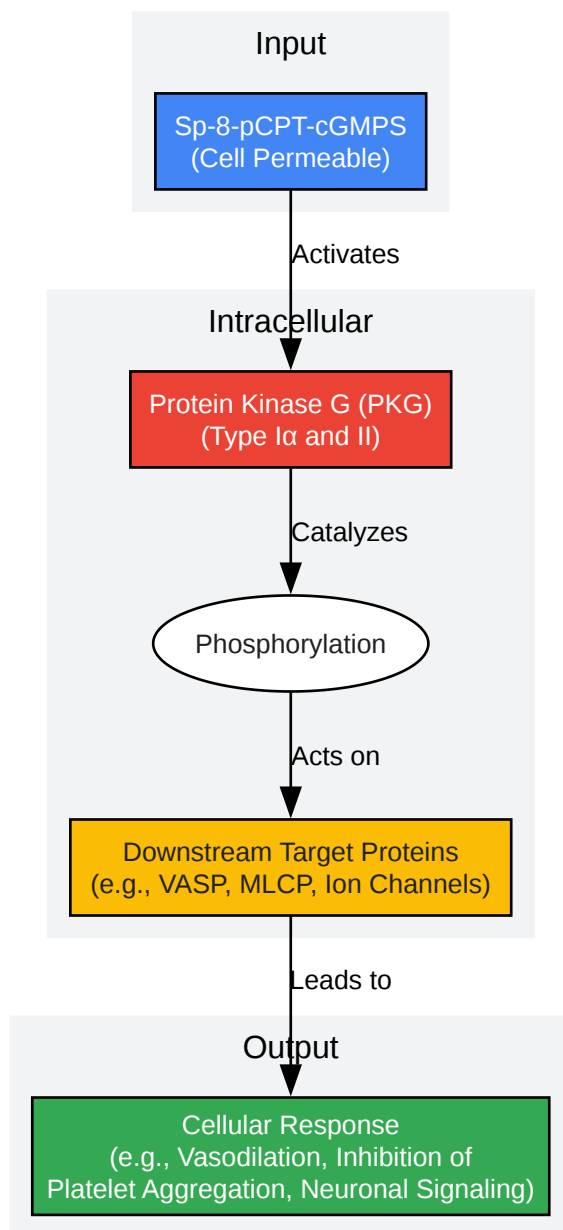 Input
Sp-8-pCPT-cGMPS
(Cell Permeable)
Activates
Intracellular
Protein Kinase G (PKG)
(Type Iα and II)
Catalyzes
Phosphorylation
Acts on
Downstream Target Proteins
(e.g., VASP, MLCP, Ion Channels)
Leads to
Output
Cellular Response
(e.g., Vasodilation, Inhibition of
Platelet Aggregation, Neuronal Signaling)